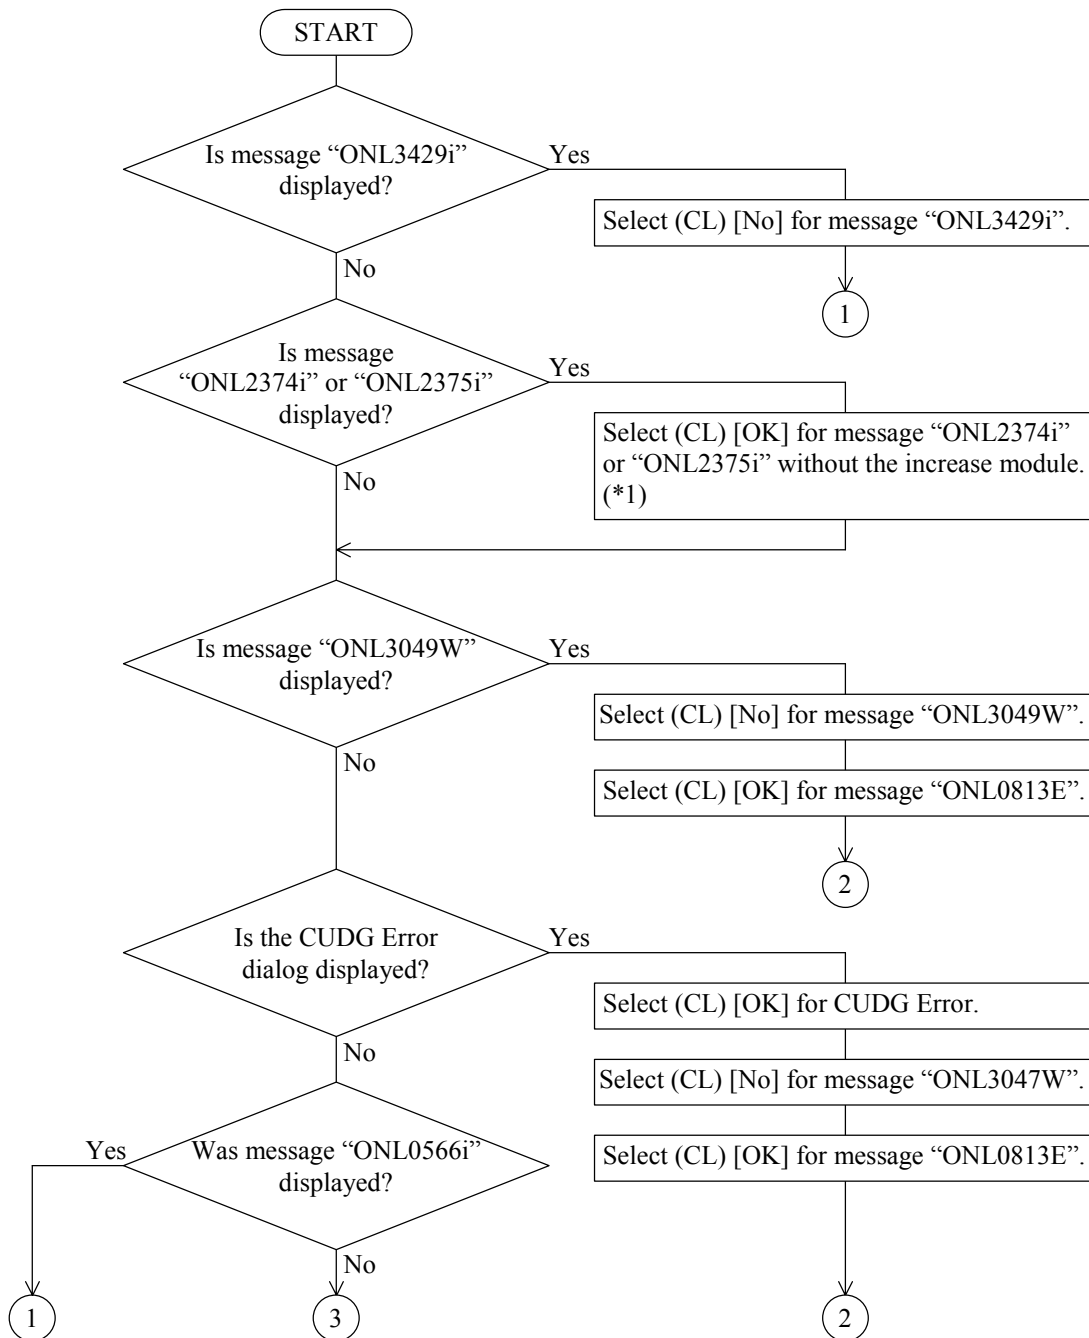 START
Is message “ONL3429i”
displayed?
Yes
Select (CL) [No] for message “ONL3429i”.
1
No
Is message
“ONL2374i” or “ONL2375i”
displayed?
Yes
Select (CL) [OK] for message “ONL2374i”
or “ONL2375i” without the increase module.
(*1)
No
Is message “ONL3049W”
displayed?
Yes
Select (CL) [No] for message “ONL3049W”.
Select (CL) [OK] for message “ONL0813E”.
2
No
Is the CUDG Error
dialog displayed?
Yes
Select (CL) [OK] for CUDG Error.
Select (CL) [No] for message “ONL3047W”.
Select (CL) [OK] for message “ONL0813E”.
2
No
Was message “ONL0566i”
displayed?
Yes
1
No
3